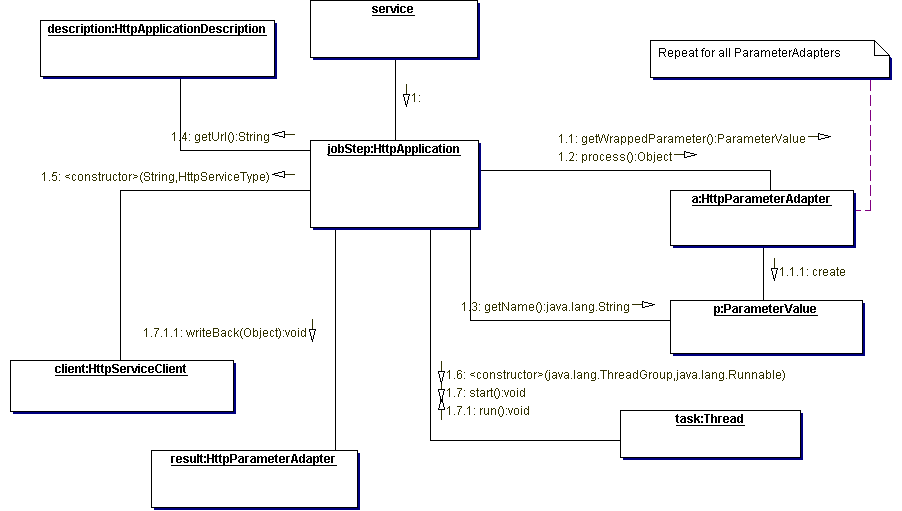 service
description:HttpApplicationDescription
Repeat for all ParameterAdapters
1:
1.4: getUrl():String
jobStep:HttpApplication
1.1: getWrappedParameter():ParameterValue
1.2: process():Object
1.5: <constructor>(String,HttpServiceType)
a:HttpParameterAdapter
1.1.1: create
1.3: getName():java.lang.String
p:ParameterValue
1.7.1.1: writeBack(Object):void
client:HttpServiceClient
1.6: <constructor>(java.lang.ThreadGroup,java.lang.Runnable)
1.7: start():void
1.7.1: run():void
task:Thread
result:HttpParameterAdapter